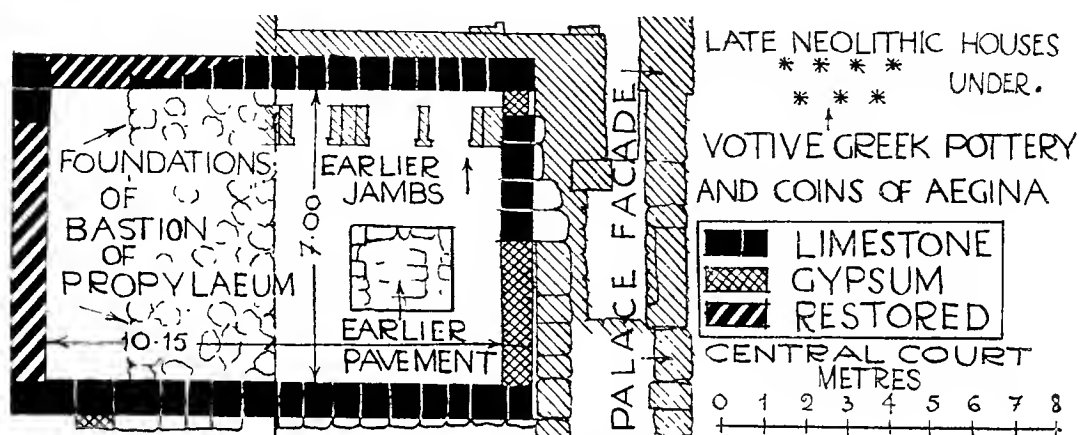 LATE NEOLITHIC HOUSES
UNDER.
VOTIVE GREEK POTTERY
AND COINS OF AEGINA
LIMESTONE
GYPSUM
RESTORED
CENTRAL COURT
METRES
0 1 2 3 4 5 6 7 8
FOUNDATIONS
OF
BASTION
OF
PROPYLAEUM
10·15
7.00
EARLIER
JAMBS
EARLIER
PAVEMENT
PALACE FACADE